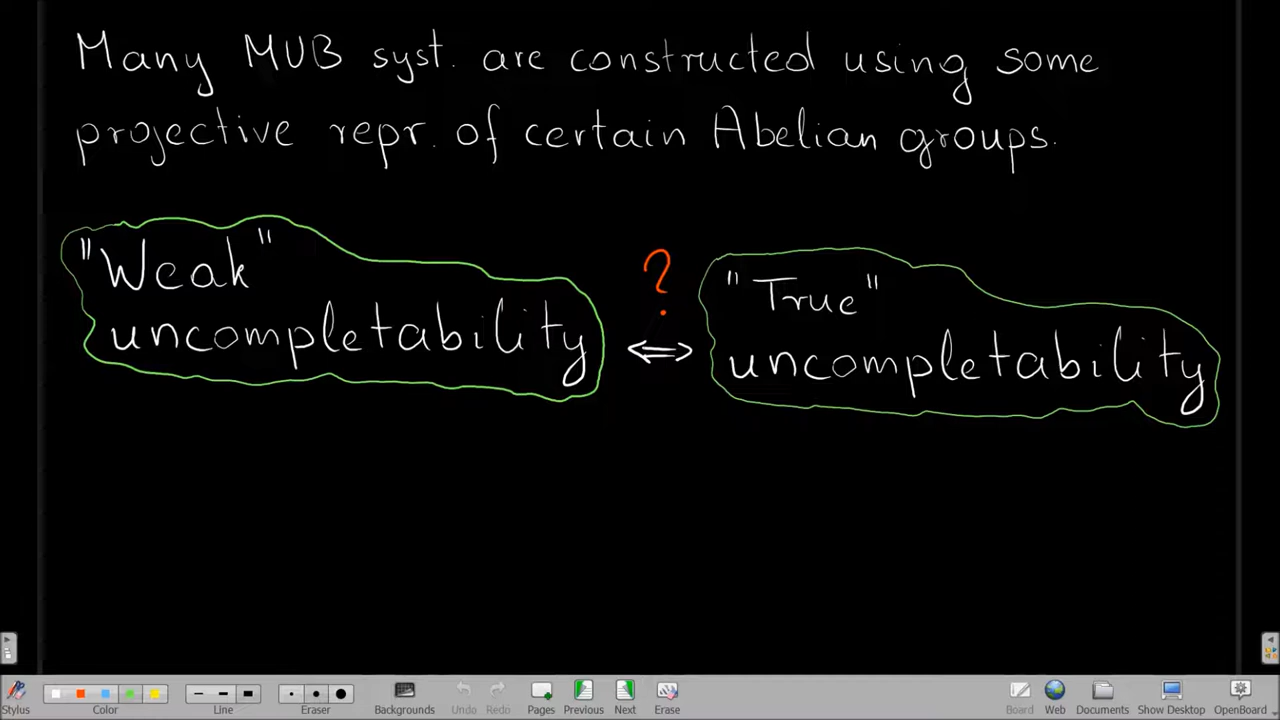 Many MUB syst. are constructed using some
projective repr. of certain Abelian groups.
"Weak"
uncompletability
?
⇔
"True"
uncompletability
Stylus
Color
Line
Eraser
Backgrounds
Undo
Redo
Pages
Previous
Next
Erase
Board
Web
Documents
Show Desktop
OpenBoard